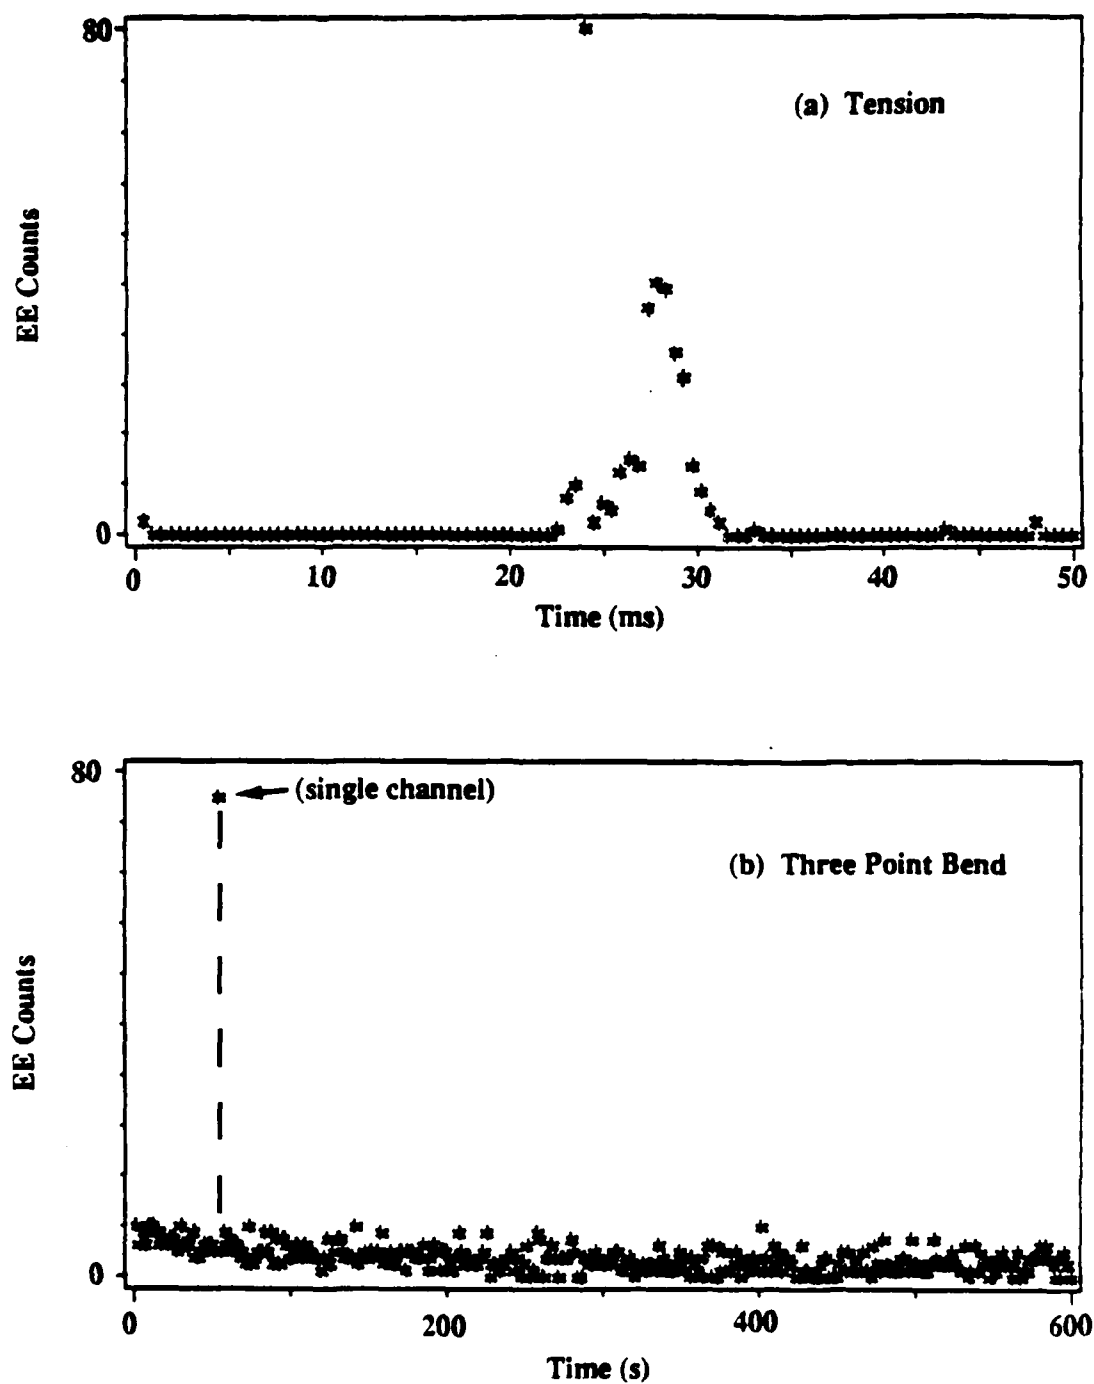 80
(a) Tension
EE Counts
0
0 10 20 30 40 50
Time (ms)
80
(single channel)
(b) Three Point Bend
EE Counts
0
0 200 400 600
Time (s)